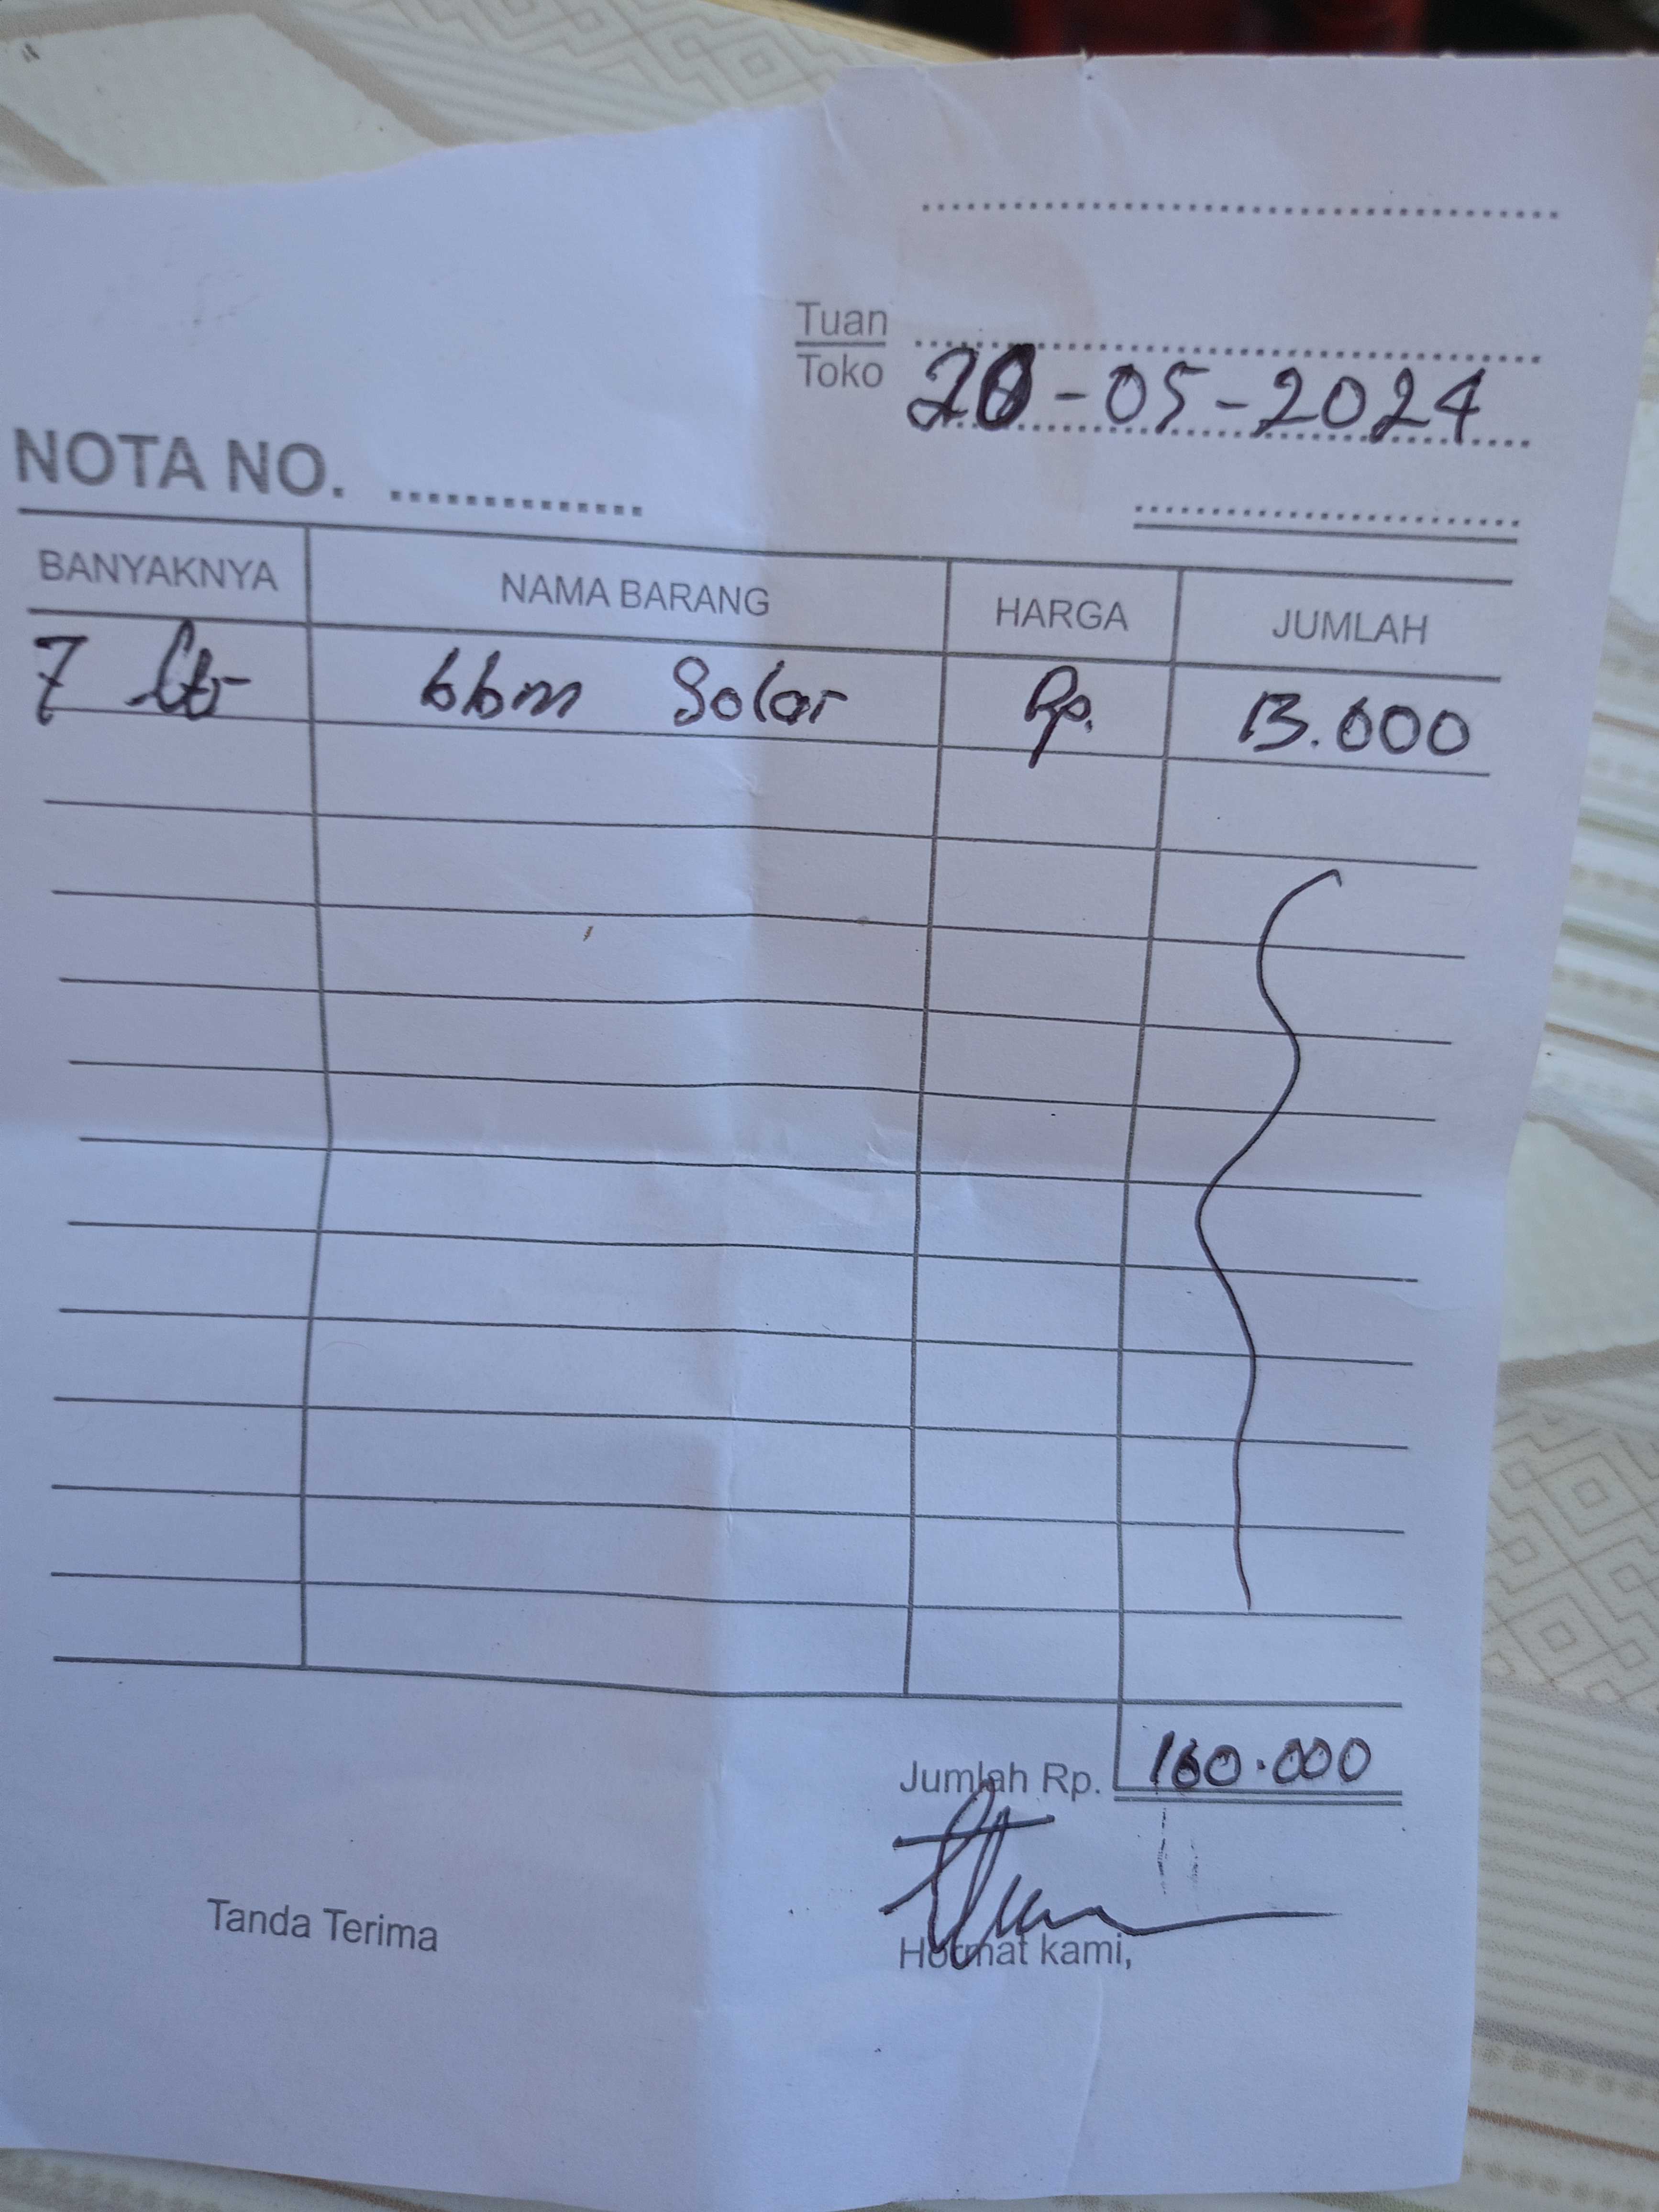 Tuan
Toko 20-05-2024
NOTA NO.
BANYAKNYA NAMA BARANG HARGA JUMLAH
7 ltr bbm Solar Rp. 13.000
Jumlah Rp. 160.000
Tanda Terima Hormat kami,